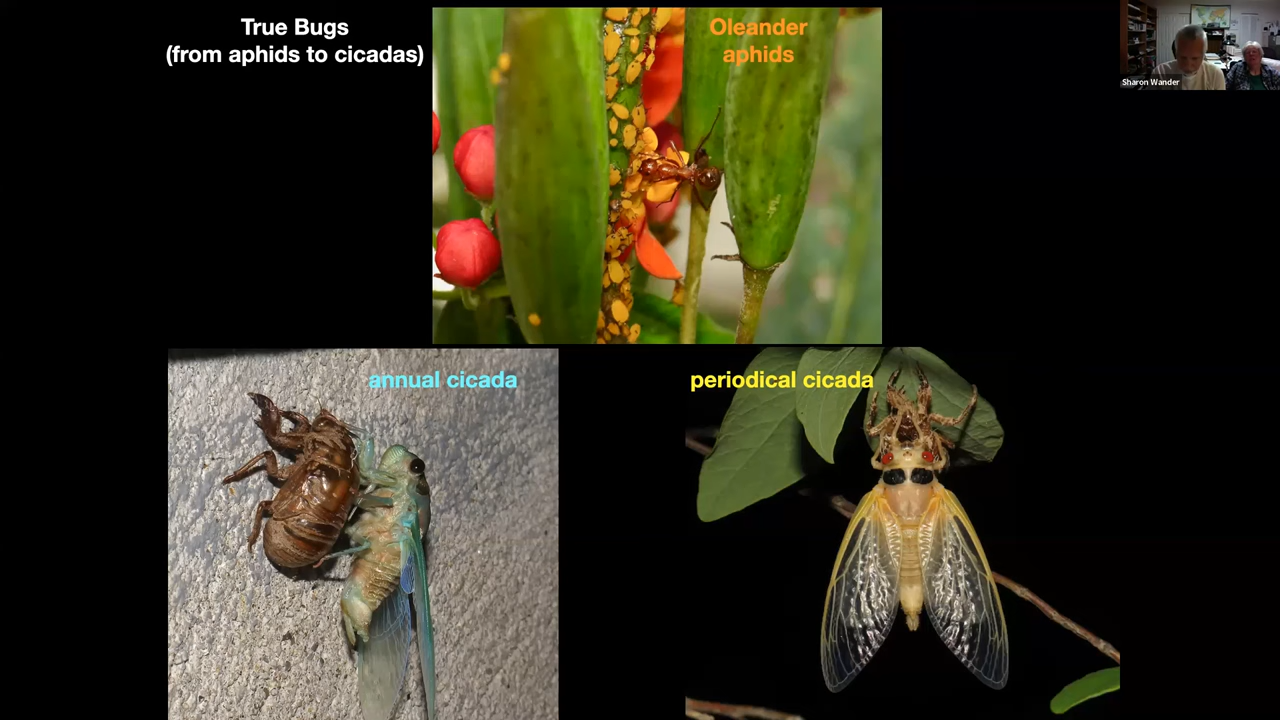 True Bugs
(from aphids to cicadas)
Oleander
aphids
Sharon Wander
annual cicada
periodical cicada